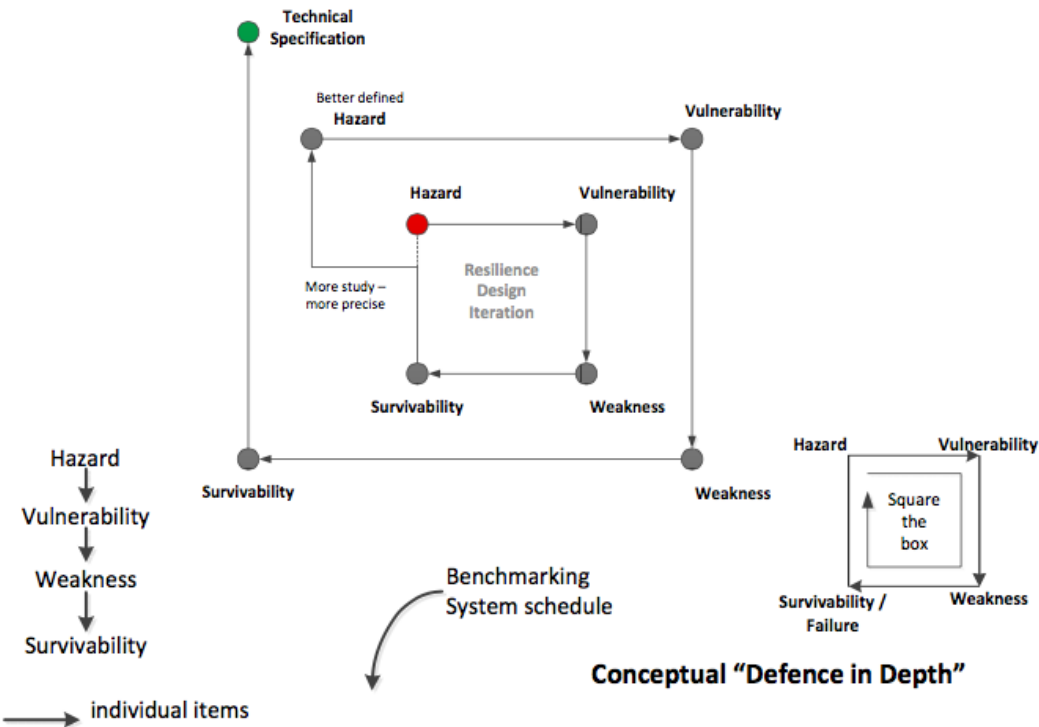 Technical
Specification
Better defined
Hazard
Vulnerability
Hazard
Vulnerability
Resilience
Design
Iteration
More study –
more precise
Survivability
Weakness
Survivability
Weakness
Hazard
Vulnerability
Weakness
Survivability
individual items
Benchmarking
System schedule
Hazard
Vulnerability
Square
the
box
Survivability /
Failure
Weakness
Conceptual “Defence in Depth”